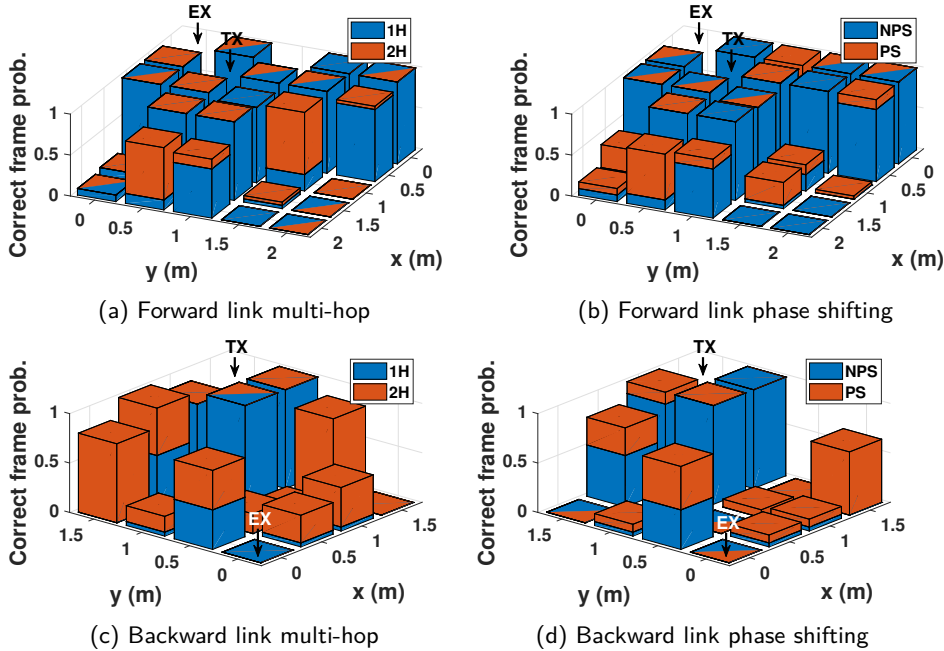 EX
TX
1H
2H
Correct frame prob.
1
0.5
0
0
0.5
1
1.5
2
y (m)
2
1.5
1
0.5
0
x (m)
(a) Forward link multi-hop
EX
TX
NPS
PS
Correct frame prob.
1
0.5
0
0
0.5
1
1.5
2
y (m)
2
1.5
1
0.5
0
x (m)
(b) Forward link phase shifting
TX
1H
2H
Correct frame prob.
1
0.5
0
EX
1.5
1
0.5
0
y (m)
0
0.5
1
1.5
x (m)
(c) Backward link multi-hop
TX
NPS
PS
Correct frame prob.
1
0.5
0
EX
1.5
1
0.5
0
y (m)
0
0.5
1
1.5
x (m)
(d) Backward link phase shifting